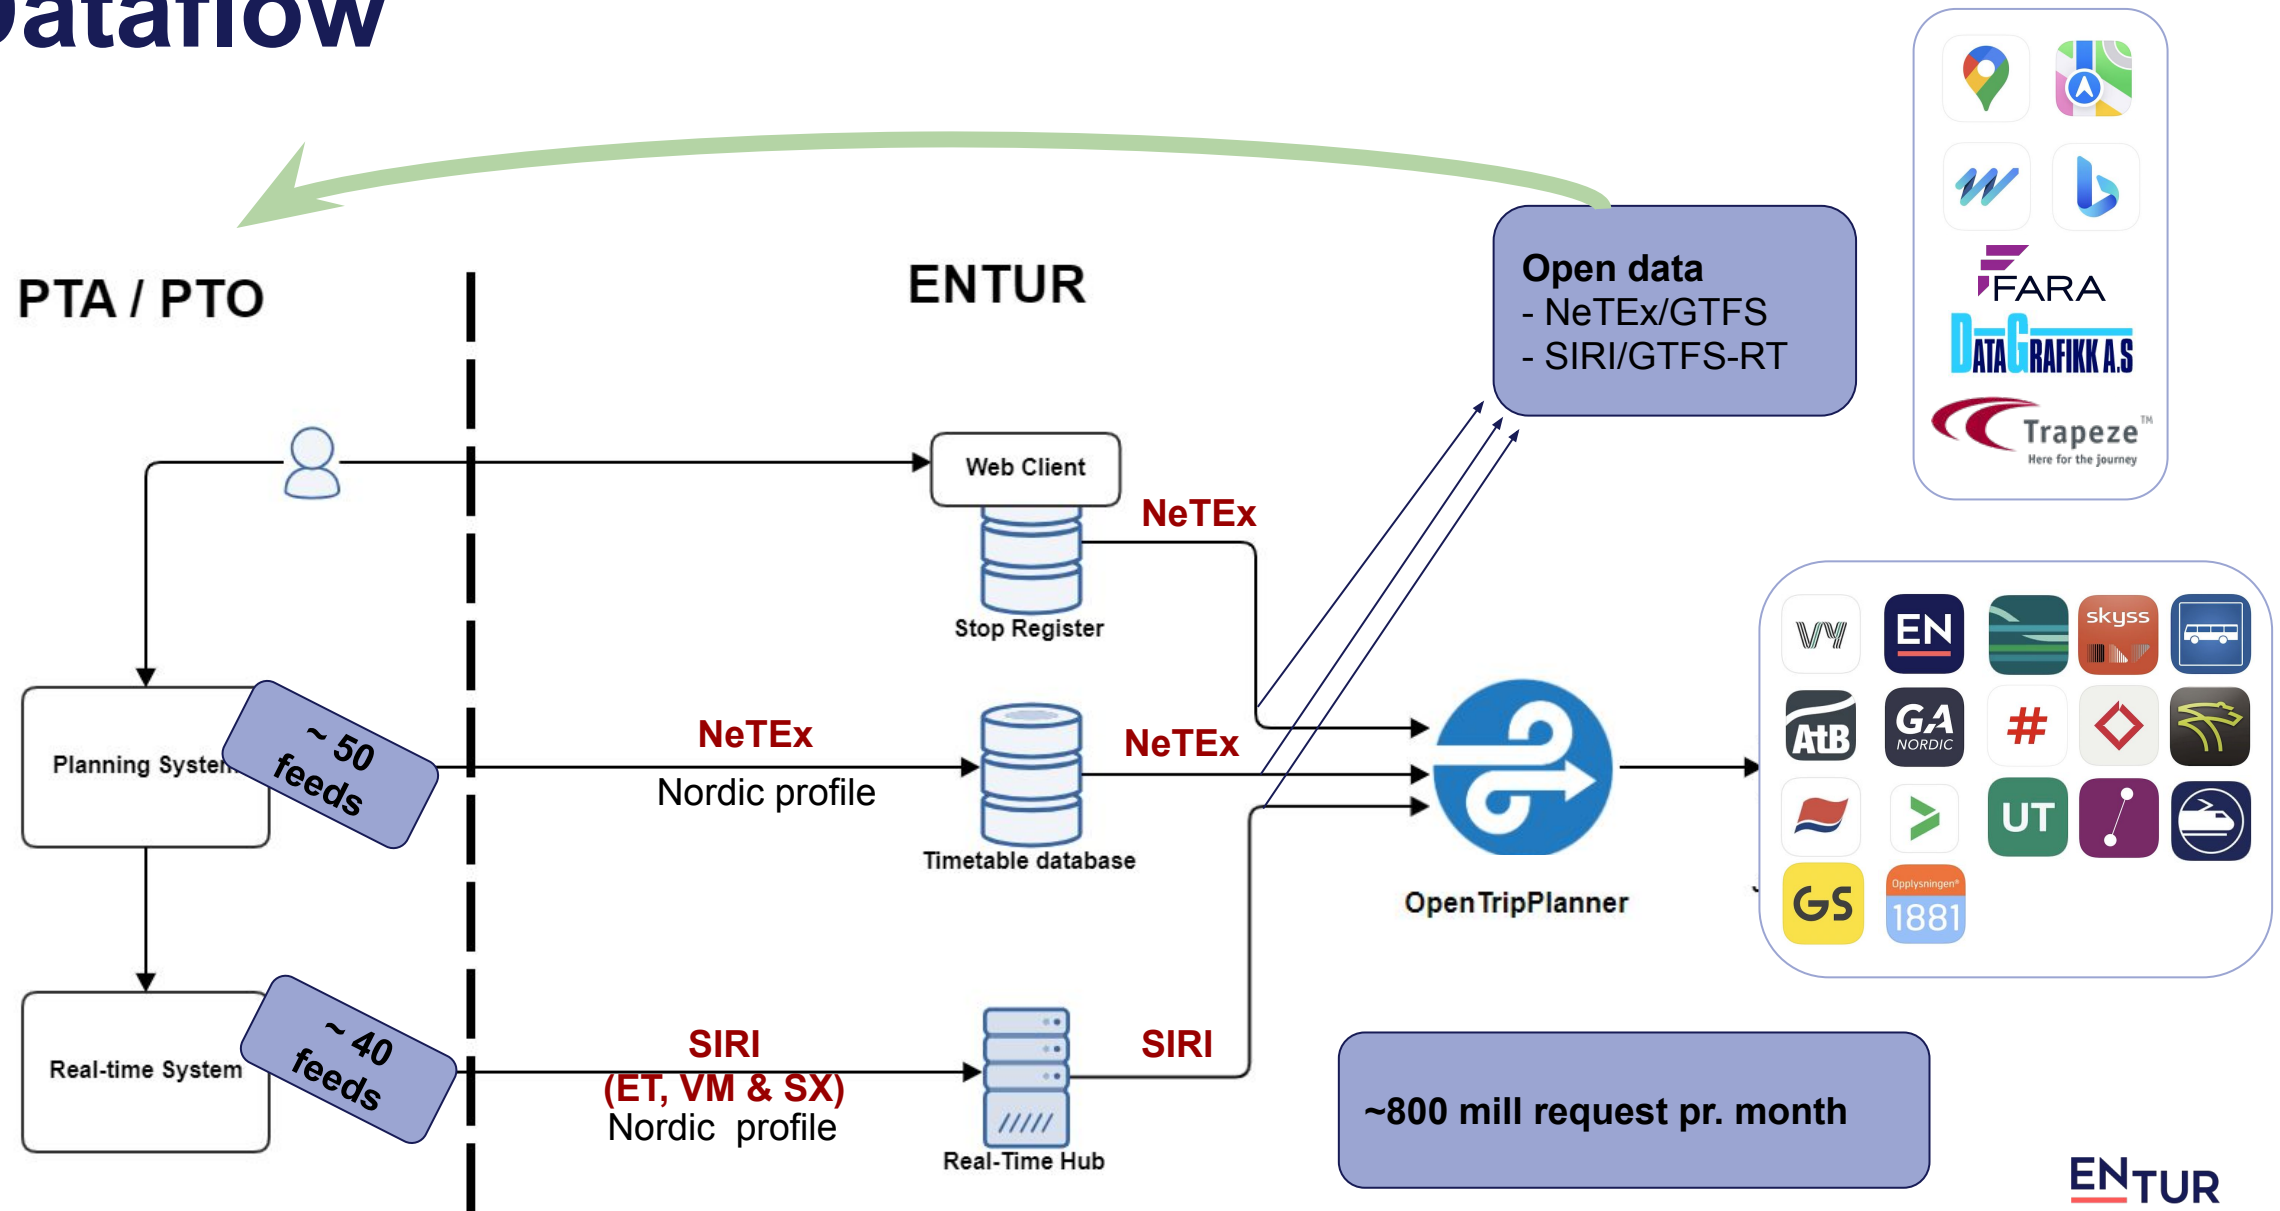 Dataflow
PTA / PTO
ENTUR
Open data
- NeTEx/GTFS
- SIRI/GTFS-RT
FARA
DATAGRAFIKK A.S
Trapeze™
Here for the journey
Web Client
NeTEx
Stop Register
Planning System
~ 50
feeds
NeTEx
Nordic profile
NeTEx
Timetable database
OpenTripPlanner
Real-time System
~ 40
feeds
SIRI
(ET, VM & SX)
Nordic profile
SIRI
Real-Time Hub
VY
EN
skyss
AtB
GA
NORDIC
#
UT
GS
Opplysningen®
1881
~800 mill request pr. month
ENTUR